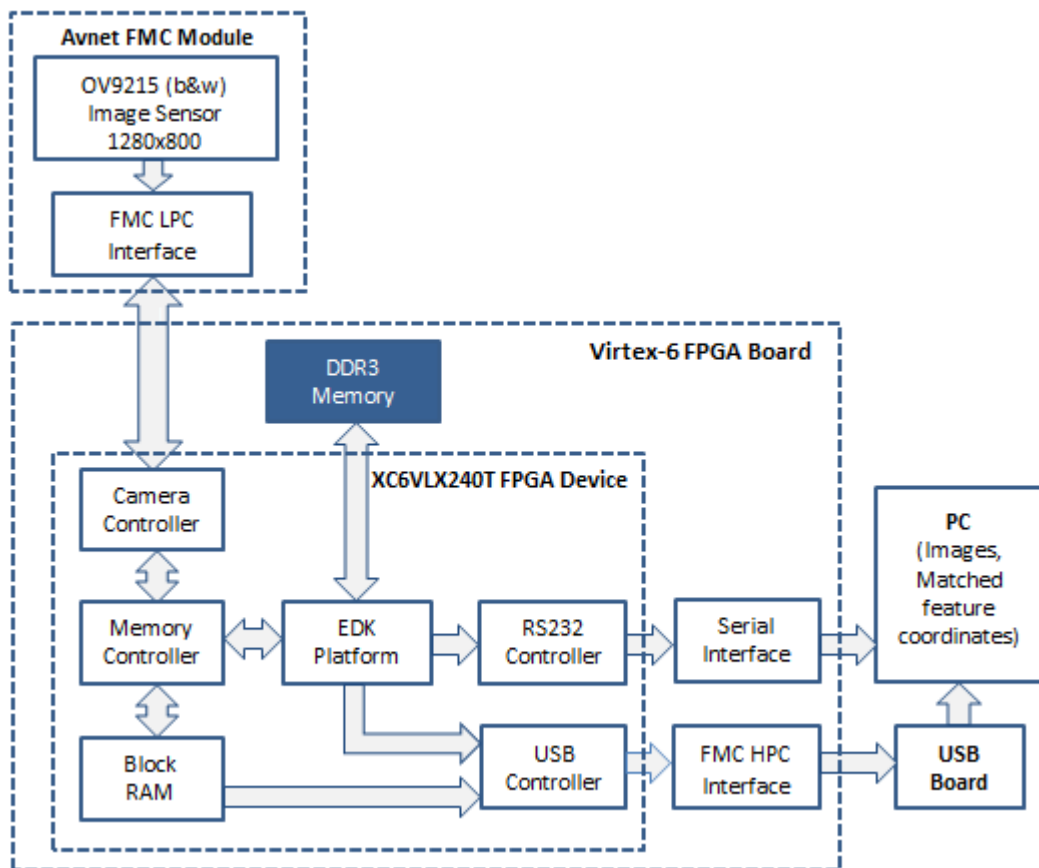 Avnet FMC Module
OV9215 (b&w)
Image Sensor
1280x800
FMC LPC
Interface
Virtex-6 FPGA Board
DDR3
Memory
XC6VLX240T FPGA Device
Camera
Controller
PC
(Images,
Matched
feature
coordinates)
Memory
Controller
EDK
Platform
RS232
Controller
Serial
Interface
Block
RAM
USB
Controller
FMC HPC
Interface
USB
Board